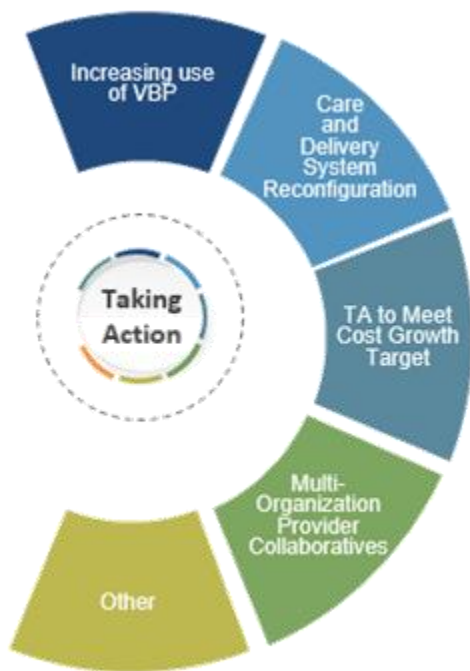 Increasing use
of VBP
Care
and
Delivery
System
Reconfiguration
Taking
Action
TA to Meet
Cost Growth
Target
Multi-
Organization
Provider
Collaboratives
Other